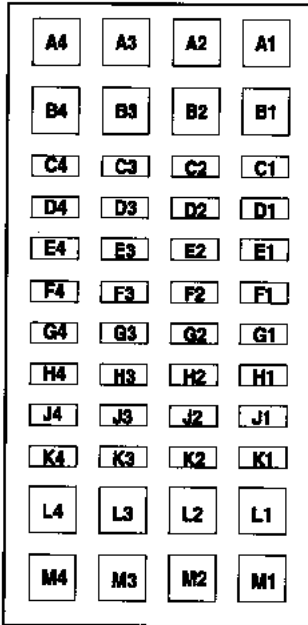 A4 A3 A2 A1
B4 B3 B2 B1
C4 C3 C2 C1
D4 D3 D2 D1
E4 E3 E2 E1
F4 F3 F2 F1
G4 G3 G2 G1
H4 H3 H2 H1
J4 J3 J2 J1
K4 K3 K2 K1
L4 L3 L2 L1
M4 M3 M2 M1